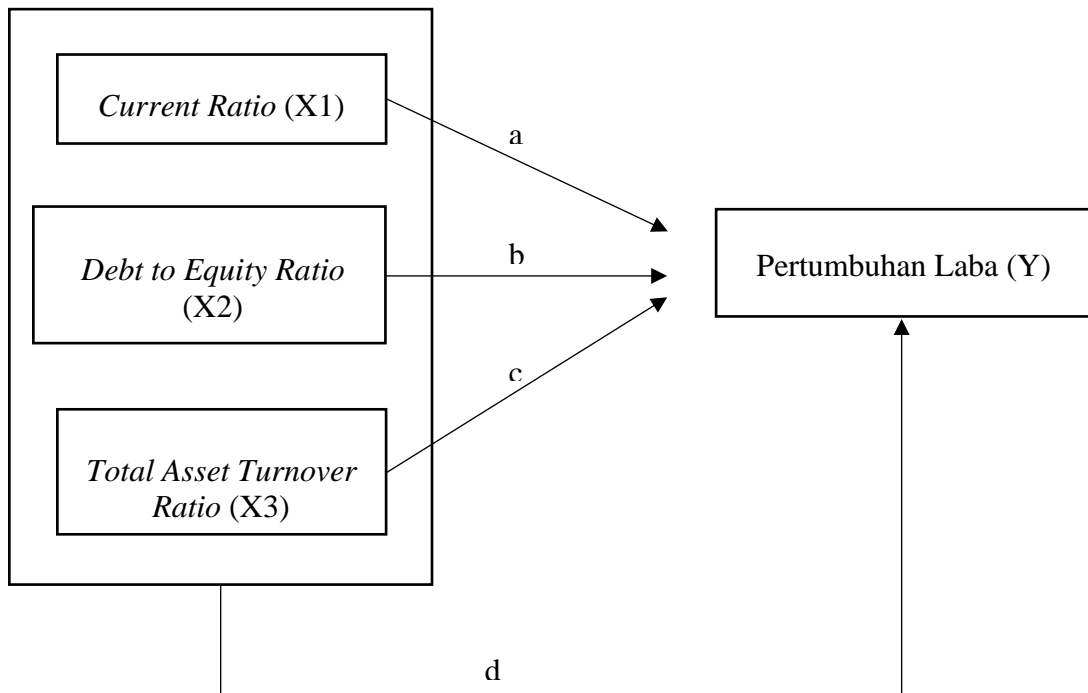 Current Ratio (X1)
a
Debt to Equity Ratio
(X2)
b
Pertumbuhan Laba (Y)
c
Total Asset Turnover
Ratio (X3)
d